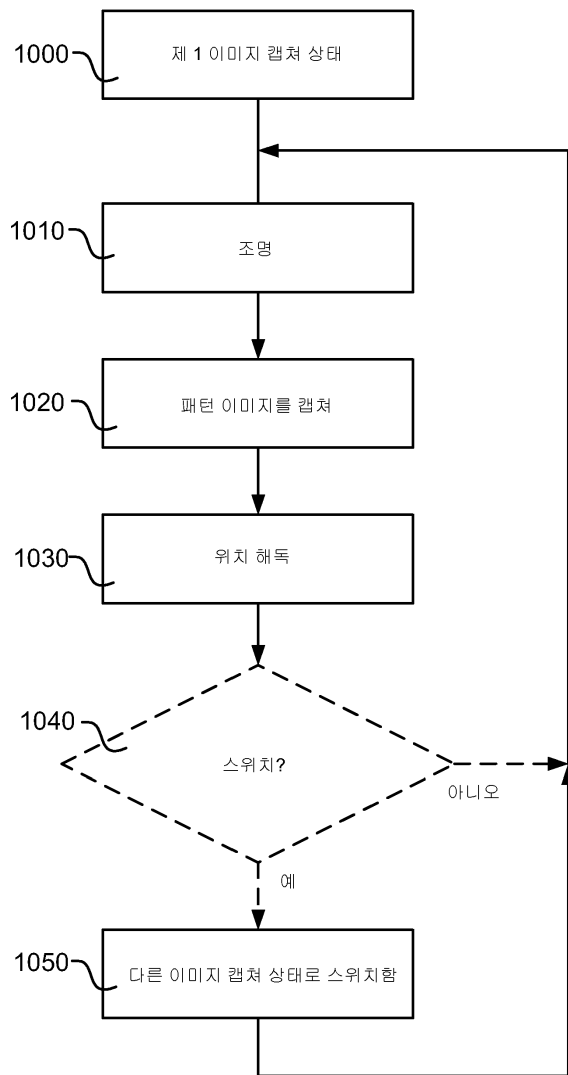 1000
제 1 이미지 캡쳐 상태
1010
조명
1020
패턴 이미지를 캡쳐
1030
위치 해독
1040
스위치?
아니오
예
1050
다른 이미지 캡쳐 상태로 스위치함